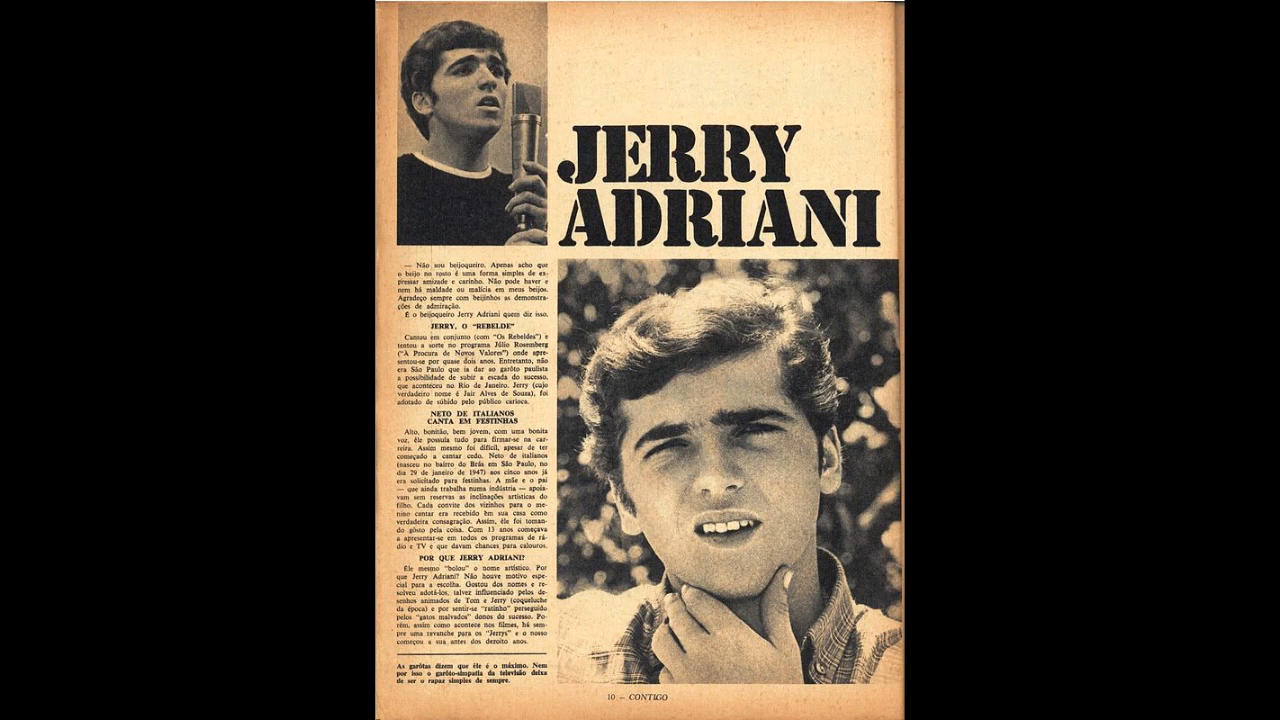 JERRY
ADRIANI
— Não sou beijoqueiro. Apenas acho que
o beijo no rosto é uma forma simples de ex-
pressar amizade e carinho. Não pode haver e
nem há maldade ou malícia em meus beijos.
Agradeço sempre com beijinhos as demonstra-
ções de admiração.
É o beijoqueiro Jerry Adriani quem diz isso.
JERRY, O “REBELDE”
Cantou em conjunto (com “Os Rebeldes”) e
tentou a sorte no programa Júlio Rosemberg
(“À Procura de Novos Valores”) onde apre-
sentou-se por quase dois anos. Entretanto, não
era São Paulo que ia dar ao garôto paulista
a possibilidade de subir a escada do sucesso,
que aconteceu no Rio de Janeiro. Jerry (cujo
verdadeiro nome é Jair Alves de Souza), foi
adotado de súbido pelo público carioca.
NETO DE ITALIANOS
CANTA EM FESTINHAS
Alto, bonitão, bem jovem, com uma bonita
voz, êle possuía tudo para firmar-se na car-
reira. Assim mesmo foi difícil, apesar de ter
começado a cantar cedo. Neto de italianos
(nasceu no bairro do Brás em São Paulo, no
dia 29 de janeiro de 1947) aos cinco anos já
era solicitado para festinhas. A mãe e o pai
— que ainda trabalha numa indústria — apoia-
vam sem reservas as inclinações artísticas do
filho. Cada convite dos vizinhos para o me-
nino cantar era recebido em sua casa como
verdadeira consagração. Assim, êle foi toman-
do gôsto pela coisa. Com 13 anos começava
a apresentar-se em todos os programas de rá-
dio e TV e que davam chances para calouros.
POR QUE JERRY ADRIANI?
Êle mesmo “bolou” o nome artístico. Por
que Jerry Adriani? Não houve motivo espe-
cial para a escolha. Gostou dos nomes e re-
solveu adotá-los, talvez influenciado pelos de-
senhos animados de Tom e Jerry (coqueluche
da época) e por sentir-se “ratinho” perseguido
pelos “gatos malvados” donos do sucesso. Po-
rém, assim como acontece nos filmes, há sem-
pre uma revanche para os “Jerrys” e o nosso
começou a sua antes dos dezoito anos.
As garôtas dizem que êle é o máximo. Nem
por isso o garôto-simpatia da televisão deixa
de ser o rapaz simples de sempre.
10 — CONTIGO